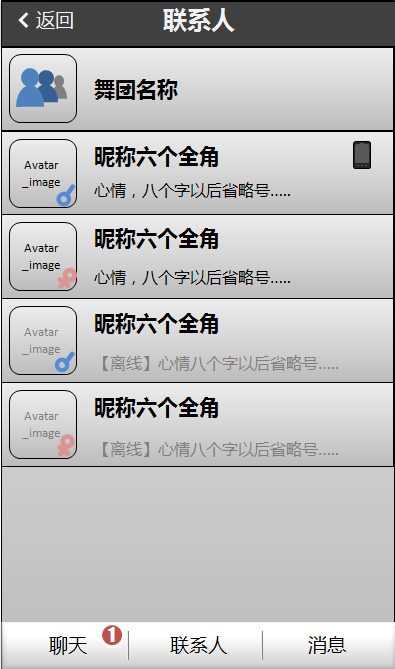 返回
联系人
舞团名称
Avatar
_image
昵称六个全角
心情，八个字以后省略号.....
Avatar
_image
昵称六个全角
心情，八个字以后省略号.....
Avatar
_image
昵称六个全角
【离线】心情八个字以后省略号.....
Avatar
_image
昵称六个全角
【离线】心情八个字以后省略号.....
聊天
1
联系人
消息